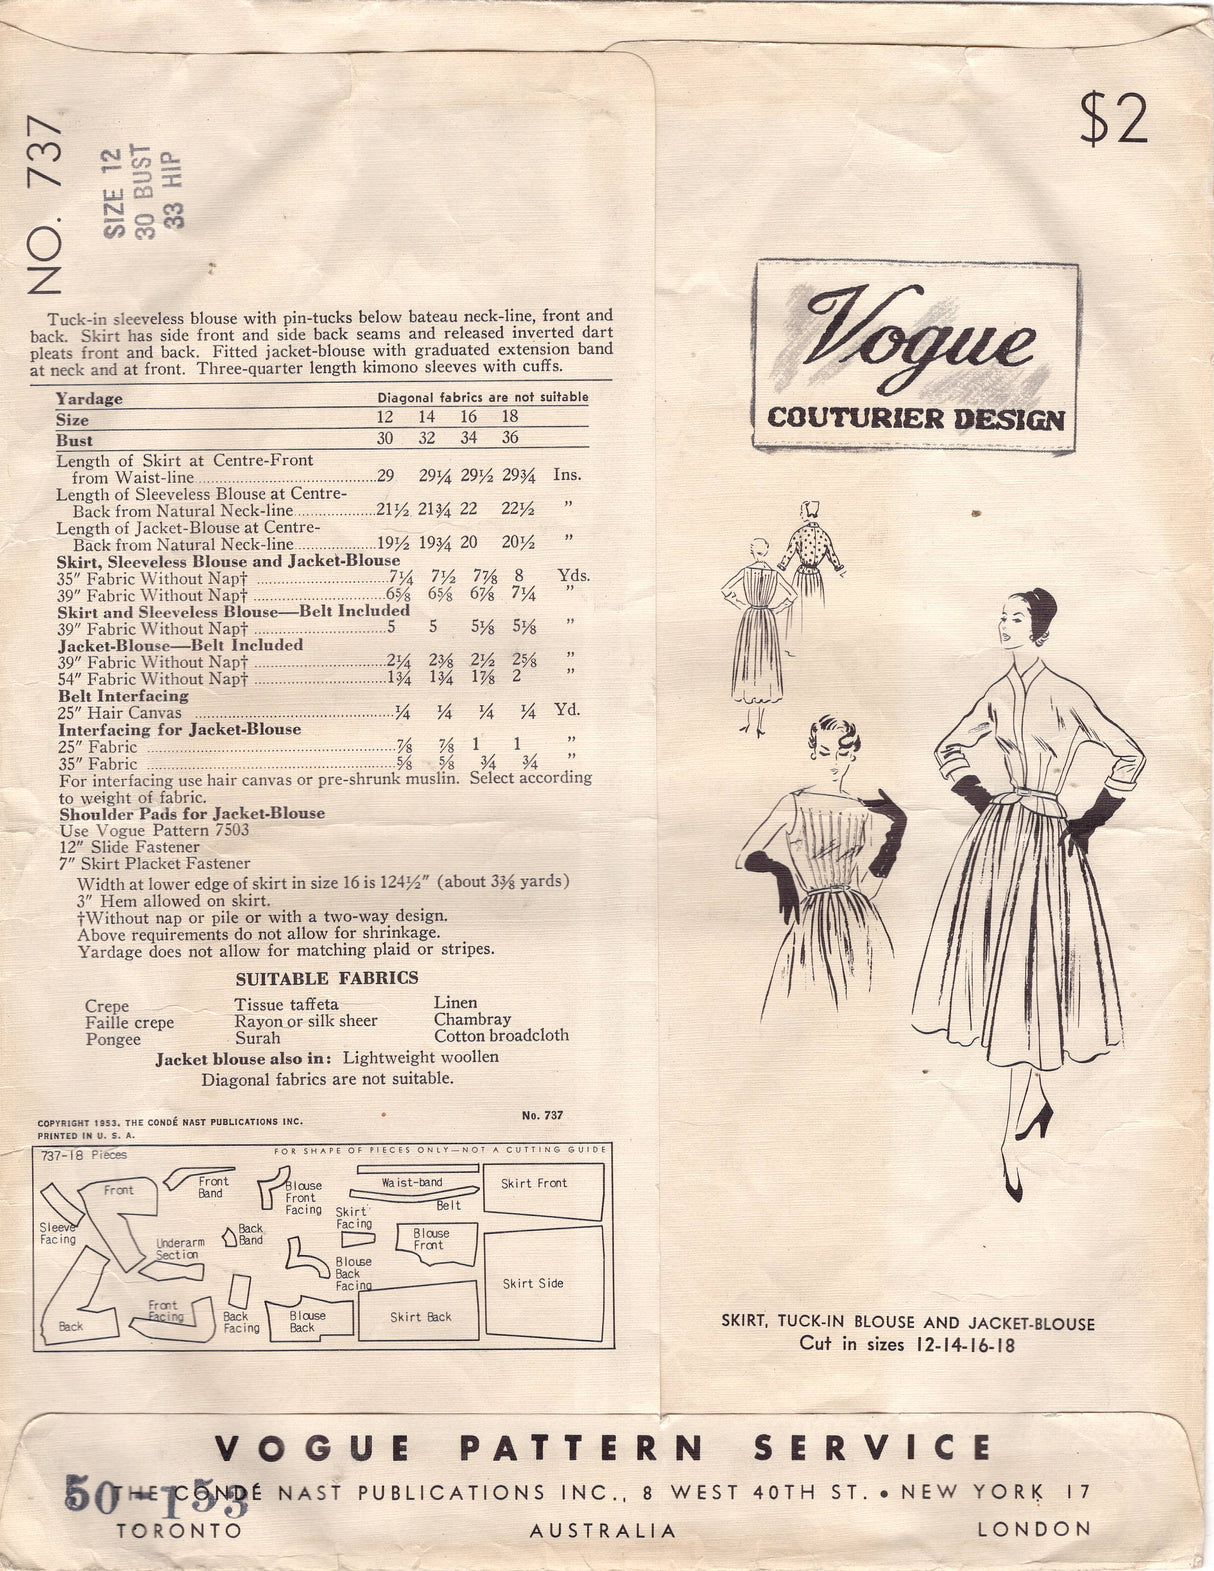 NO. 737
SIZE 12
30 BUST
33 HIP
Tuck-in sleeveless blouse with pin-tucks below bateau neck-line, front and
back. Skirt has side front and side back seams and released inverted dart
pleats front and back. Fitted jacket-blouse with graduated extension band
at neck and at front. Three-quarter length kimono sleeves with cuffs.
Yardage Diagonal fabrics are not suitable
Size 12 14 16 18
Bust 30 32 34 36
Length of Skirt at Centre-Front
from Waist-line 29 29¼ 29½ 29¾ Ins.
Length of Sleeveless Blouse at Centre-
Back from Natural Neck-line 21½ 21¾ 22 22½ ”
Length of Jacket-Blouse at Centre-
Back from Natural Neck-line 19½ 19¾ 20 20½ ”
Skirt, Sleeveless Blouse and Jacket-Blouse
35″ Fabric Without Nap† 7¼ 7½ 7⅞ 8 Yds.
39″ Fabric Without Nap† 6⅝ 6⅝ 6⅞ 7¼ ”
Skirt and Sleeveless Blouse—Belt Included
39″ Fabric Without Nap† 5 5 5⅛ 5⅛ ”
Jacket-Blouse—Belt Included
39″ Fabric Without Nap† 2¼ 2⅜ 2½ 2⅝ ”
54″ Fabric Without Nap† 1¾ 1¾ 1⅞ 2 ”
Belt Interfacing
25″ Hair Canvas ¼ ¼ ¼ ¼ Yd.
Interfacing for Jacket-Blouse
25″ Fabric ⅞ ⅞ 1 1 ”
35″ Fabric ⅝ ⅝ ¾ ¾ ”
For interfacing use hair canvas or pre-shrunk muslin. Select according
to weight of fabric.
Shoulder Pads for Jacket-Blouse
Use Vogue Pattern 7503
12″ Slide Fastener
7″ Skirt Placket Fastener
Width at lower edge of skirt in size 16 is 124½″ (about 3⅜ yards)
3″ Hem allowed on skirt.
†Without nap or pile or with a two-way design.
Above requirements do not allow for shrinkage.
Yardage does not allow for matching plaid or stripes.
SUITABLE FABRICS
Crepe Tissue taffeta Linen
Faille crepe Rayon or silk sheer Chambray
Pongee Surah Cotton broadcloth
Jacket blouse also in: Lightweight woollen
Diagonal fabrics are not suitable.
COPYRIGHT 1953, THE CONDÉ NAST PUBLICATIONS INC. No. 737
PRINTED IN U. S. A.
737-18 Pieces FOR SHAPE OF PIECES ONLY—NOT A CUTTING GUIDE
Front
Front
Band
Blouse
Front
Facing
Waist-band
Belt
Skirt Front
Sleeve
Facing
Underarm
Section
Back
Band
Skirt
Facing
Blouse
Front
Blouse
Back
Facing
Skirt Side
Back
Front
Facing
Back
Facing
Blouse
Back
Skirt Back
$2
Vogue
COUTURIER DESIGN
SKIRT, TUCK-IN BLOUSE AND JACKET-BLOUSE
Cut in sizes 12-14-16-18
VOGUE PATTERN SERVICE
50-153
THE CONDÉ NAST PUBLICATIONS INC., 8 WEST 40TH ST. • NEW YORK 17
TORONTO AUSTRALIA LONDON